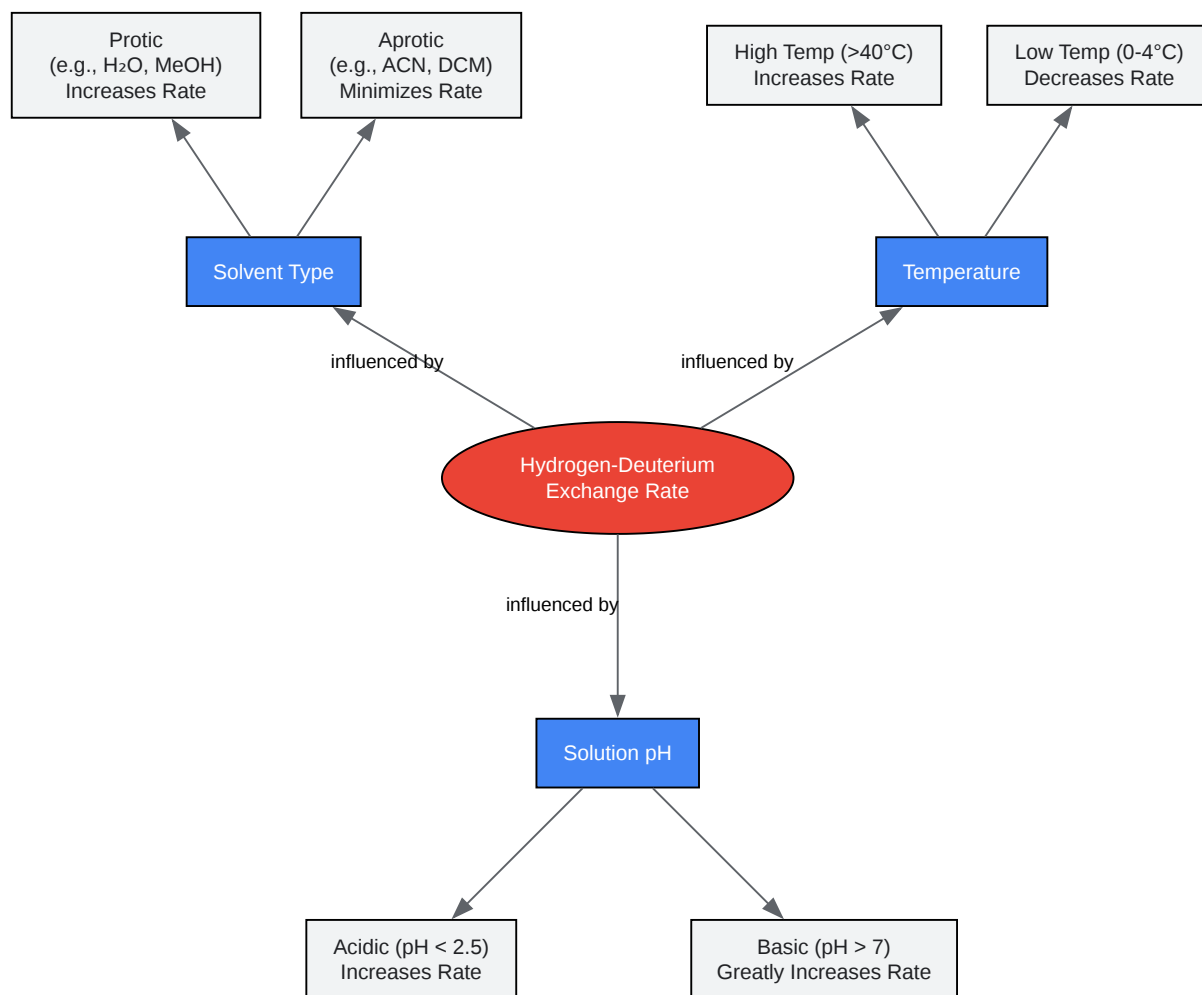 Protic
(e.g., H₂O, MeOH)
Increases Rate
Aprotic
(e.g., ACN, DCM)
Minimizes Rate
High Temp (>40°C)
Increases Rate
Low Temp (0-4°C)
Decreases Rate
Solvent Type
Temperature
influenced by
influenced by
Hydrogen-Deuterium
Exchange Rate
influenced by
Solution pH
Acidic (pH < 2.5)
Increases Rate
Basic (pH > 7)
Greatly Increases Rate